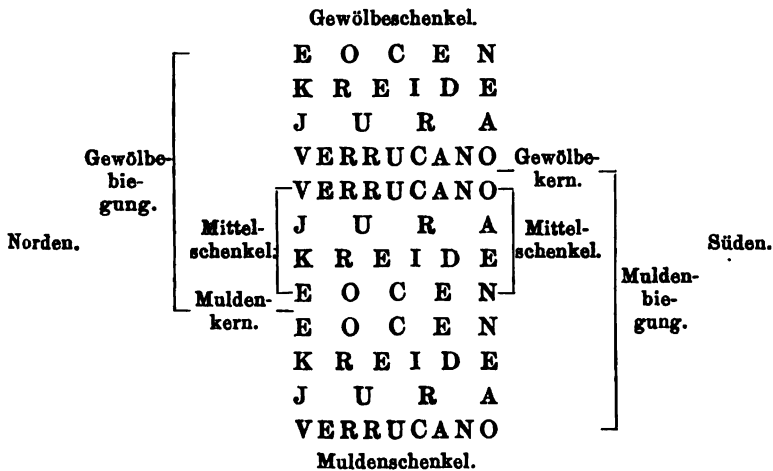 Gewölbeschenkel.
E O C E N
K R E I D E
J U R A
VERRUCANO
Gewölbe-
kern.
Gewölbe-
bie-
gung.
VERRUCANO
J U R A
K R E I D E
E O C E N
Mittel-
schenkel.
Mittel-
schenkel.
Norden.
Süden.
Mulden-
kern.
Mulden-
bie-
gung.
E O C E N
K R E I D E
J U R A
VERRUCANO
Muldenschenkel.